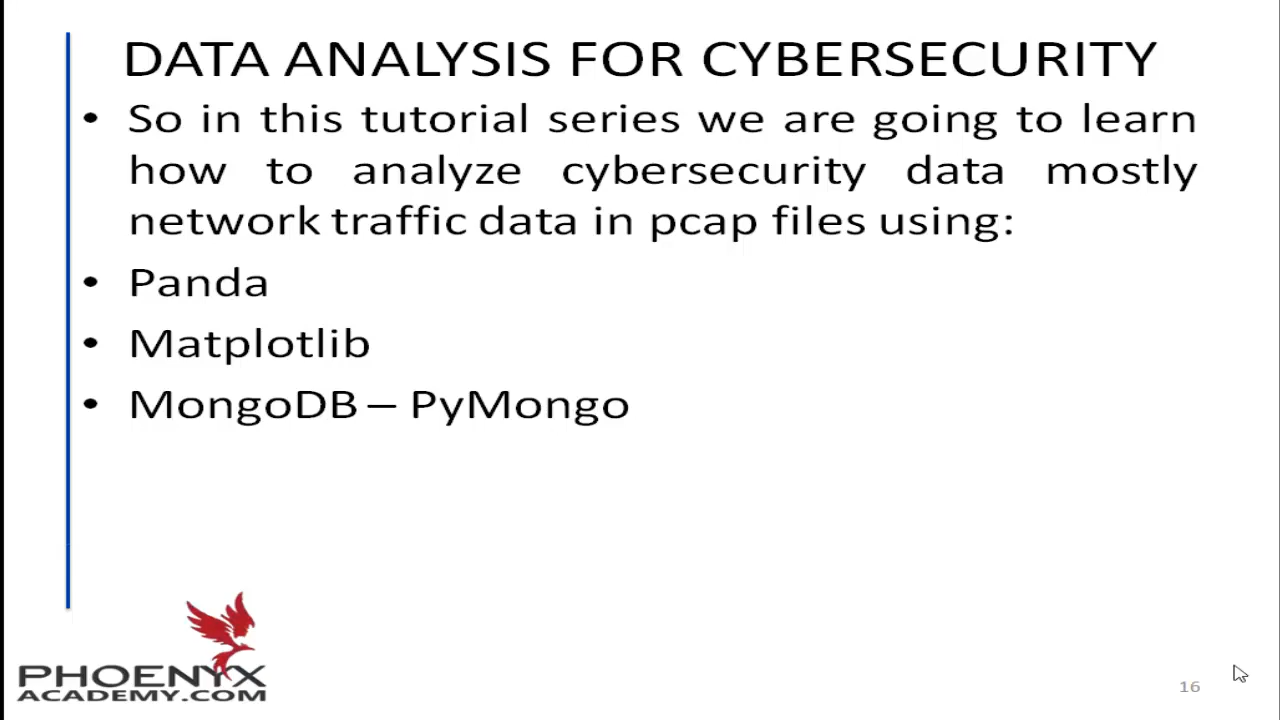 DATA ANALYSIS FOR CYBERSECURITY
• So in this tutorial series we are going to learn
how to analyze cybersecurity data mostly
network traffic data in pcap files using:
• Panda
• Matplotlib
• MongoDB – PyMongo
PHOENYX
ACADEMY.COM
16